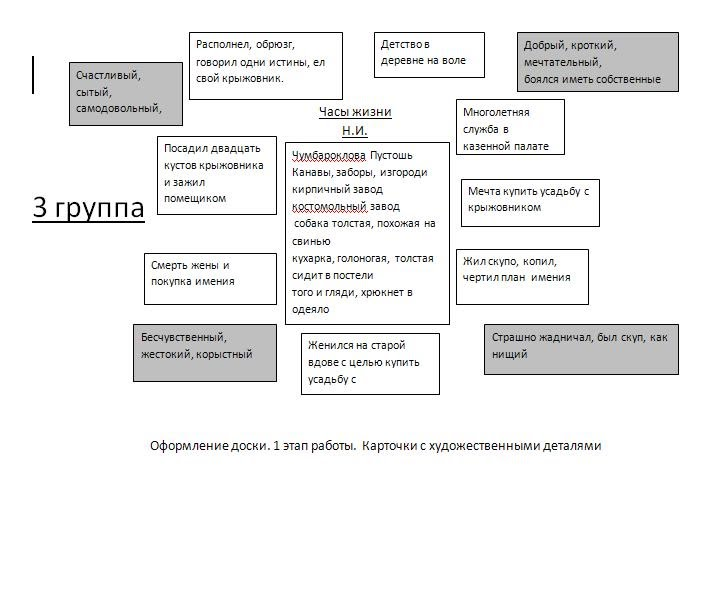 Располнел, обрюзг,
говорил одни истины, ел
свой крыжовник.
Детство в
деревне на воле
Добрый, кроткий,
мечтательный,
боялся иметь собственные
Счастливый,
сытый,
самодовольный,
Часы жизни
Н.И.
Многолетняя
служба в
казенной палате
Посадил двадцать
кустов крыжовника
и зажил
помещиком
Чумбароклова Пустошь
Канавы, заборы, изгороди
кирпичный завод
костомольный завод
собака толстая, похожая на
свинью
кухарка, голоногая, толстая
сидит в постели
того и гляди, хрюкнет в
одеяло
Мечта купить усадьбу с
крыжовником
3 группа
Смерть жены и
покупка имения
Жил скупо, копил,
чертил план имения
Бесчувственный,
жестокий, корыстный
Женился на старой
вдове с целью купить
усадьбу с
Страшно жадничал, был скуп, как
нищий
Оформление доски. 1 этап работы. Карточки с художественными деталями